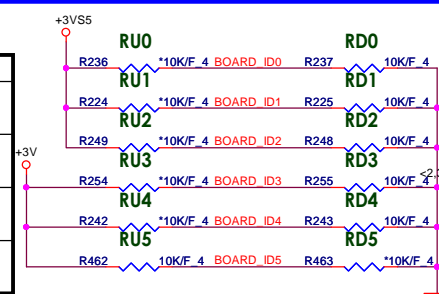 +3VS5
RU0 RD0
R236 *10K/F_4 BOARD_ID0 R237 10K/F_4
RU1 RD1
R224 *10K/F_4 BOARD_ID1 R225 10K/F_4
RU2 RD2
R249 *10K/F_4 BOARD_ID2 R248 10K/F_4
+3V
RU3 RD3
R254 *10K/F_4 BOARD_ID3 R255 10K/F_4
RU4 RD4
R242 *10K/F_4 BOARD_ID4 R243 10K/F_4
RU5 RD5
R462 10K/F_4 BOARD_ID5 R463 *10K/F_4